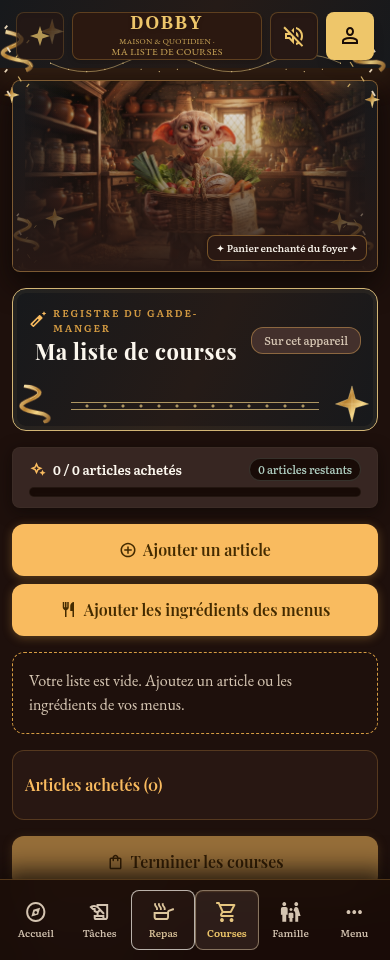 DOBBY
MAISON & QUOTIDIEN ·
MA LISTE DE COURSES
✦ Panier enchanté du foyer ✦
REGISTRE DU GARDE-
MANGER
Ma liste de courses
Sur cet appareil
0 / 0 articles achetés
0 articles restants
Ajouter un article
Ajouter les ingrédients des menus
Votre liste est vide. Ajoutez un article ou les
ingrédients de vos menus.
Articles achetés (0)
Terminer les courses
Accueil
Tâches
Repas
Courses
Famille
Menu